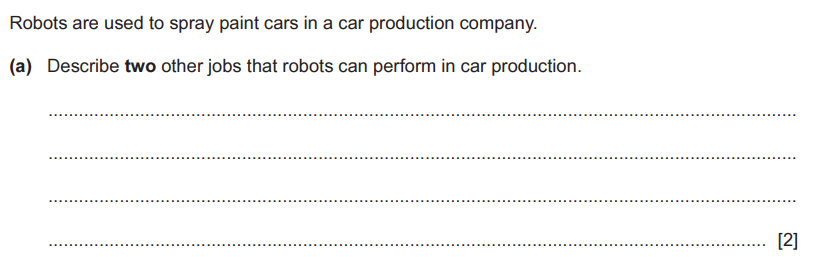 Robots are used to spray paint cars in a car production company.
(a) Describe two other jobs that robots can perform in car production.
..........................................................................................................................................
..........................................................................................................................................
..........................................................................................................................................
..................................................................................................................................... [2]